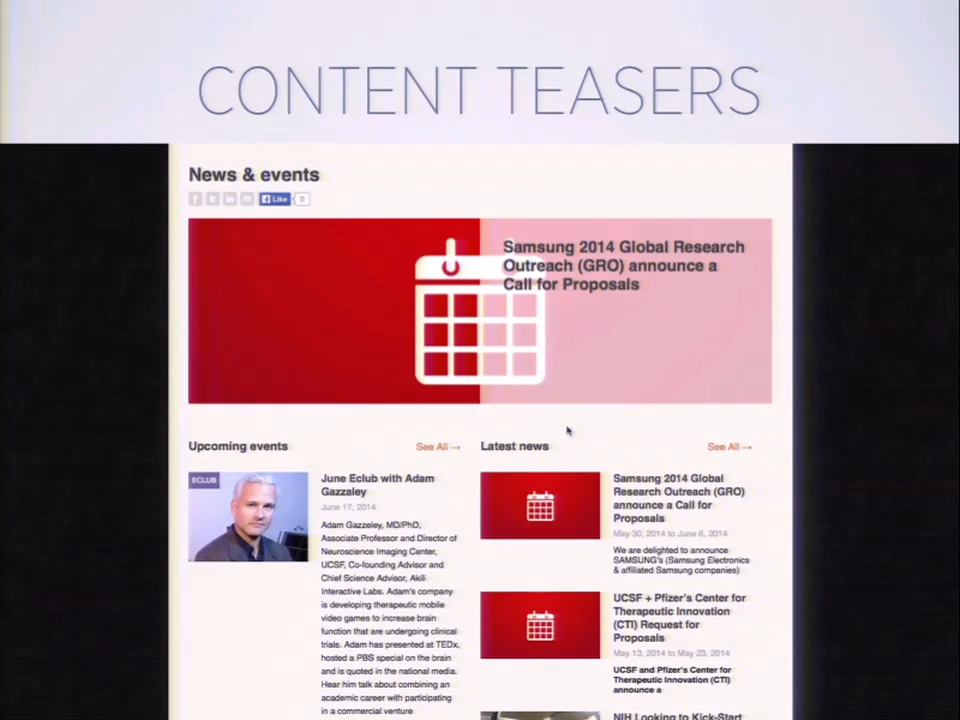 CONTENT TEASERS
News & events
Like 0
Samsung 2014 Global Research
Outreach (GRO) announce a
Call for Proposals
Upcoming events
See All →
ECLUB
June Eclub with Adam
Gazzaley
June 17, 2014
Adam Gazzeley, MD/PhD,
Associate Professor and Director of
Neuroscience Imaging Center,
UCSF, Co-founding Advisor and
Chief Science Advisor, Akili
Interactive Labs. Adam's company
is developing therapeutic mobile
video games to increase brain
function that are undergoing clinical
trials. Adam has presented at TEDx,
hosted a PBS special on the brain
and is quoted in the national media.
Hear him talk about combining an
academic career with participating
in a commercial venture
Latest news
See All →
Samsung 2014 Global
Research Outreach (GRO)
announce a Call for
Proposals
May 30, 2014 to June 6, 2014
We are delighted to announce
SAMSUNG's (Samsung Electronics
& affiliated Samsung companies)
UCSF + Pfizer's Center for
Therapeutic Innovation
(CTI) Request for
Proposals
May 13, 2014 to May 23, 2014
UCSF and Pfizer's Center for
Therapeutic Innovation (CTI)
announce a
NIH Looking to Kick-Start